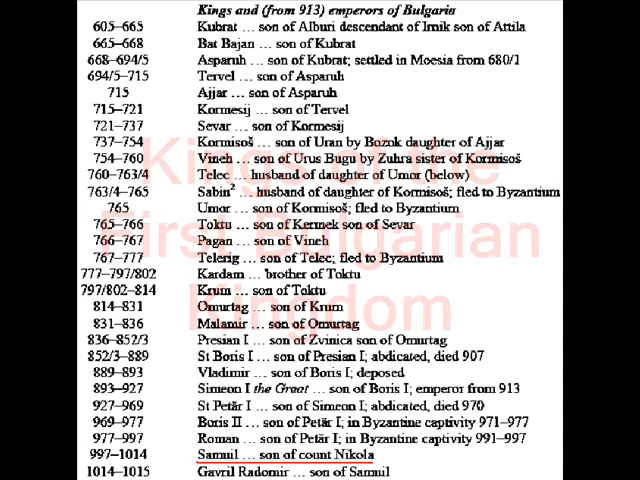 Kings and (from 913) emperors of Bulgaria
605–665 Kubrat ... son of Alburi descendant of Irnik son of Attila
665–668 Bat Bajan ... son of Kubrat
668–694/5 Asparuh ... son of Kubrat; settled in Moesia from 680/1
694/5–715 Tervel ... son of Asparuh
715 Ajjar ... son of Asparuh
715–721 Kormesij ... son of Tervel
721–737 Sevar ... son of Kormesij
737–754 Kormisoš ... son of Uran by Bozok daughter of Ajjar
754–760 Vineh ... son of Urus Bugu by Zuhra sister of Kormisoš
760–763/4 Telec ... husband of daughter of Umor (below)
763/4–765 Sabin² ... husband of daughter of Kormisoš; fled to Byzantium
765 Umor ... son of Kormisoš; fled to Byzantium
765–766 Toktu ... son of Kermek son of Sevar
766–767 Pagan ... son of Vineh
767–777 Telerig ... son of Telec; fled to Byzantium
777–797/802 Kardam ... brother of Toktu
797/802–814 Krum ... son of Toktu
814–831 Omurtag ... son of Krum
831–836 Malamir ... son of Omurtag
836–852/3 Presian I ... son of Zvinica son of Omurtag
852/3–889 St Boris I ... son of Presian I; abdicated, died 907
889–893 Vladimir ... son of Boris I; deposed
893–927 Simeon I the Great ... son of Boris I; emperor from 913
927–969 St Petăr I ... son of Simeon I; abdicated, died 970
969–977 Boris II ... son of Petăr I; in Byzantine captivity 971–977
977–997 Roman ... son of Petăr I; in Byzantine captivity 991–997
997–1014 Samuil ... son of count Nikola
1014–1015 Gavril Radomir ... son of Samuil
Kings of the
First Bulgarian
Kingdom